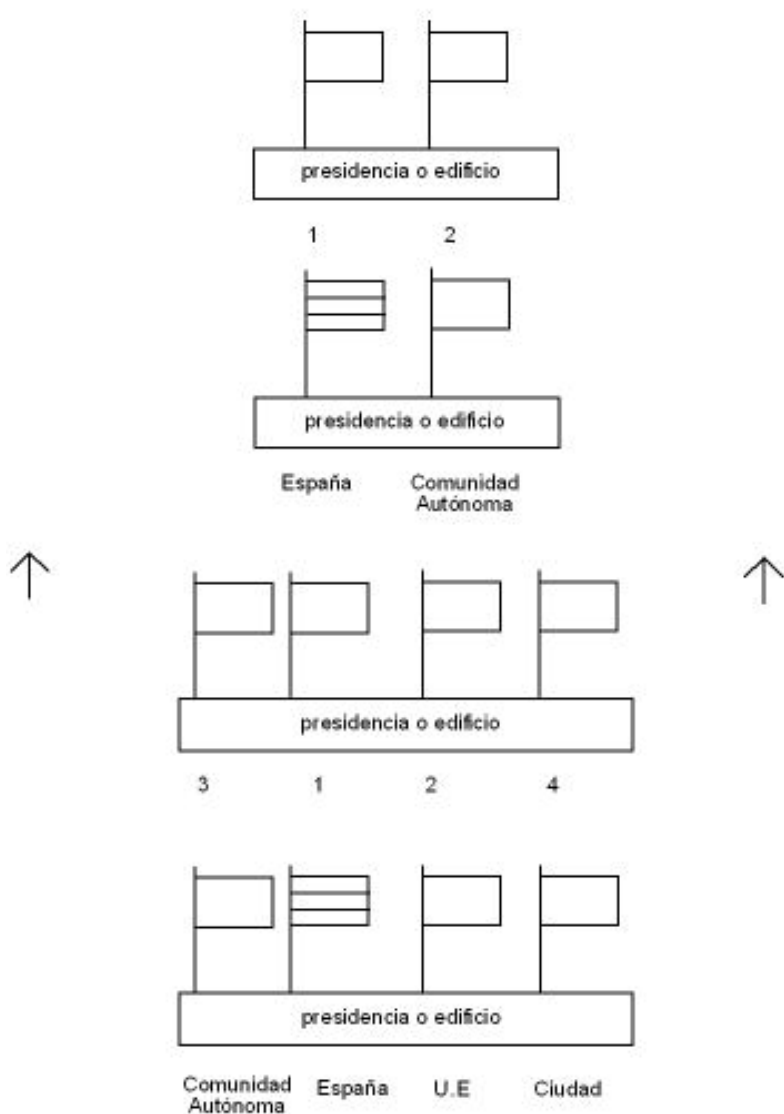 presidencia o edificio
1 2
presidencia o edificio
España Comunidad
Autónoma
presidencia o edificio
3 1 2 4
presidencia o edificio
Comunidad España U.E Ciudad
Autónoma